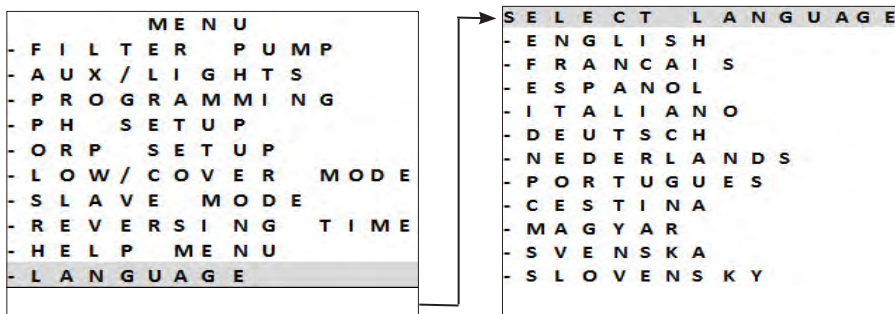 MENU
- FILTER PUMP
- AUX/LIGHTS
- PROGRAMMING
- PH SETUP
- ORP SETUP
- LOW/COVER MODE
- SLAVE MODE
- REVERSING TIME
- HELP MENU
- LANGUAGE
SELECT LANGUAGE
- ENGLISH
- FRANCAIS
- ESPANOL
- ITALIANO
- DEUTSCH
- NEDERLANDS
- PORTUGUES
- CESTINA
- MAGYAR
- SVENSKA
- SLOVENSKY